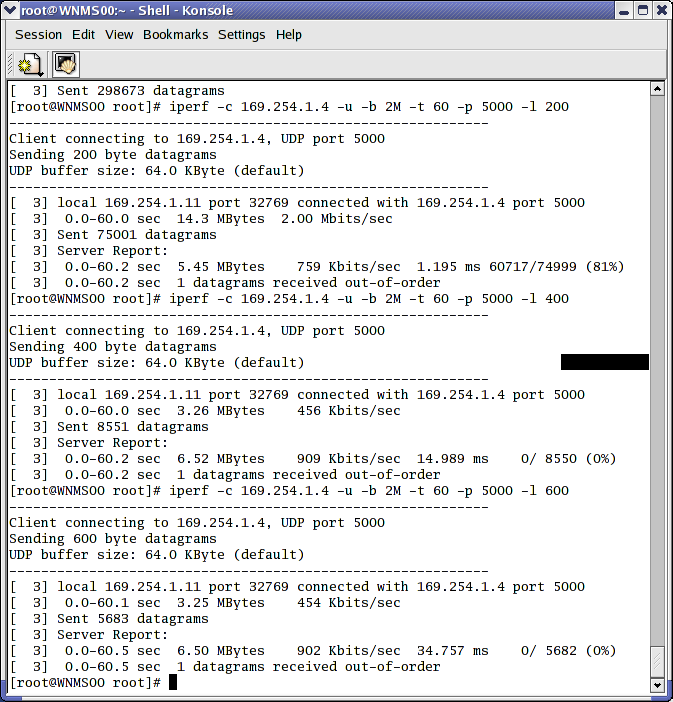 root@WNMS00:~ - Shell - Konsole
Session Edit View Bookmarks Settings Help
[  3] Sent 298673 datagrams
[root@WNMS00 root]# iperf -c 169.254.1.4 -u -b 2M -t 60 -p 5000 -l 200
------------------------------------------------------------
Client connecting to 169.254.1.4, UDP port 5000
Sending 200 byte datagrams
UDP buffer size: 64.0 KByte (default)
------------------------------------------------------------
[  3] local 169.254.1.11 port 32769 connected with 169.254.1.4 port 5000
[  3]  0.0-60.0 sec  14.3 MBytes  2.00 Mbits/sec
[  3] Sent 75001 datagrams
[  3] Server Report:
[  3]  0.0-60.2 sec  5.45 MBytes    759 Kbits/sec  1.195 ms 60717/74999 (81%)
[  3]  0.0-60.2 sec  1 datagrams received out-of-order
[root@WNMS00 root]# iperf -c 169.254.1.4 -u -b 2M -t 60 -p 5000 -l 400
------------------------------------------------------------
Client connecting to 169.254.1.4, UDP port 5000
Sending 400 byte datagrams
UDP buffer size: 64.0 KByte (default)
------------------------------------------------------------
[  3] local 169.254.1.11 port 32769 connected with 169.254.1.4 port 5000
[  3]  0.0-60.0 sec  3.26 MBytes    456 Kbits/sec
[  3] Sent 8551 datagrams
[  3] Server Report:
[  3]  0.0-60.2 sec  6.52 MBytes    909 Kbits/sec  14.989 ms    0/ 8550 (0%)
[  3]  0.0-60.2 sec  1 datagrams received out-of-order
[root@WNMS00 root]# iperf -c 169.254.1.4 -u -b 2M -t 60 -p 5000 -l 600
------------------------------------------------------------
Client connecting to 169.254.1.4, UDP port 5000
Sending 600 byte datagrams
UDP buffer size: 64.0 KByte (default)
------------------------------------------------------------
[  3] local 169.254.1.11 port 32769 connected with 169.254.1.4 port 5000
[  3]  0.0-60.1 sec  3.25 MBytes    454 Kbits/sec
[  3] Sent 5683 datagrams
[  3] Server Report:
[  3]  0.0-60.5 sec  6.50 MBytes    902 Kbits/sec  34.757 ms    0/ 5682 (0%)
[  3]  0.0-60.5 sec  1 datagrams received out-of-order
[root@WNMS00 root]#